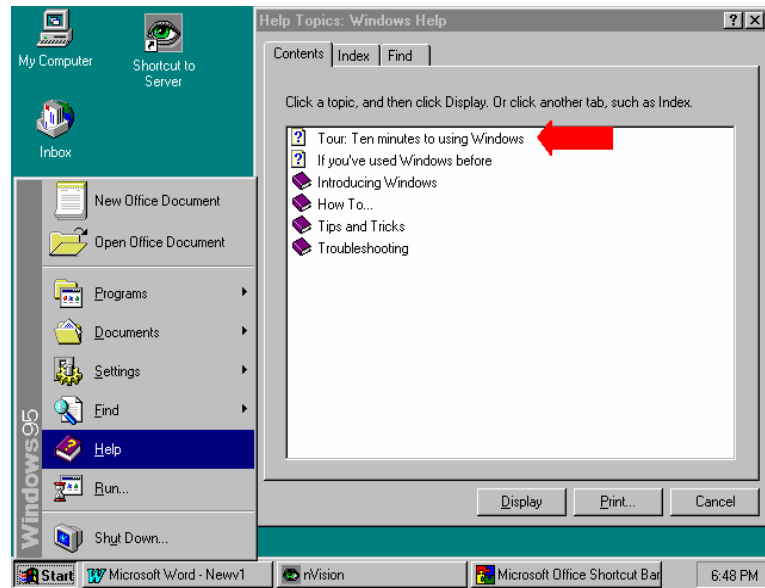 My Computer
Shortcut to
Server
Inbox
New Office Document
Open Office Document
Programs
Documents
Settings
Find
Help
Run...
Shut Down...
Windows95
Help Topics: Windows Help
Contents
Index
Find
Click a topic, and then click Display. Or click another tab, such as Index.
Tour: Ten minutes to using Windows
If you've used Windows before
Introducing Windows
How To...
Tips and Tricks
Troubleshooting
Display
Print...
Cancel
Start
Microsoft Word - Newv1
nVision
Microsoft Office Shortcut Bar
6:48 PM